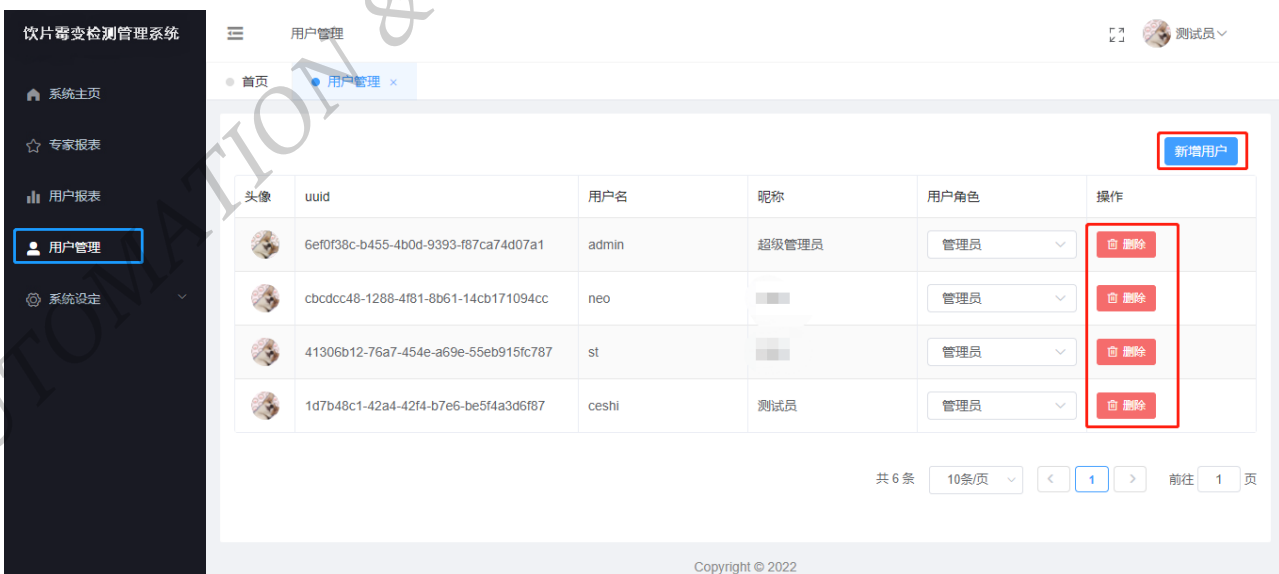 饮片霉变检测管理系统
用户管理
测试员
首页
用户管理 ×
系统主页
专家报表
用户报表
用户管理
系统设定
新增用户
头像 uuid 用户名 昵称 用户角色 操作
6ef0f38c-b455-4b0d-9393-f87ca74d07a1 admin 超级管理员 管理员 删除
cbcdcc48-1288-4f81-8b61-14cb171094cc neo 管理员 删除
41306b12-76a7-454e-a69e-55eb915fc787 st 管理员 删除
1d7b48c1-42a4-42f4-b7e6-be5f4a3d6f87 ceshi 测试员 管理员 删除
共 6 条 10条/页 < 1 > 前往 1 页
Copyright © 2022
UTOMATION &